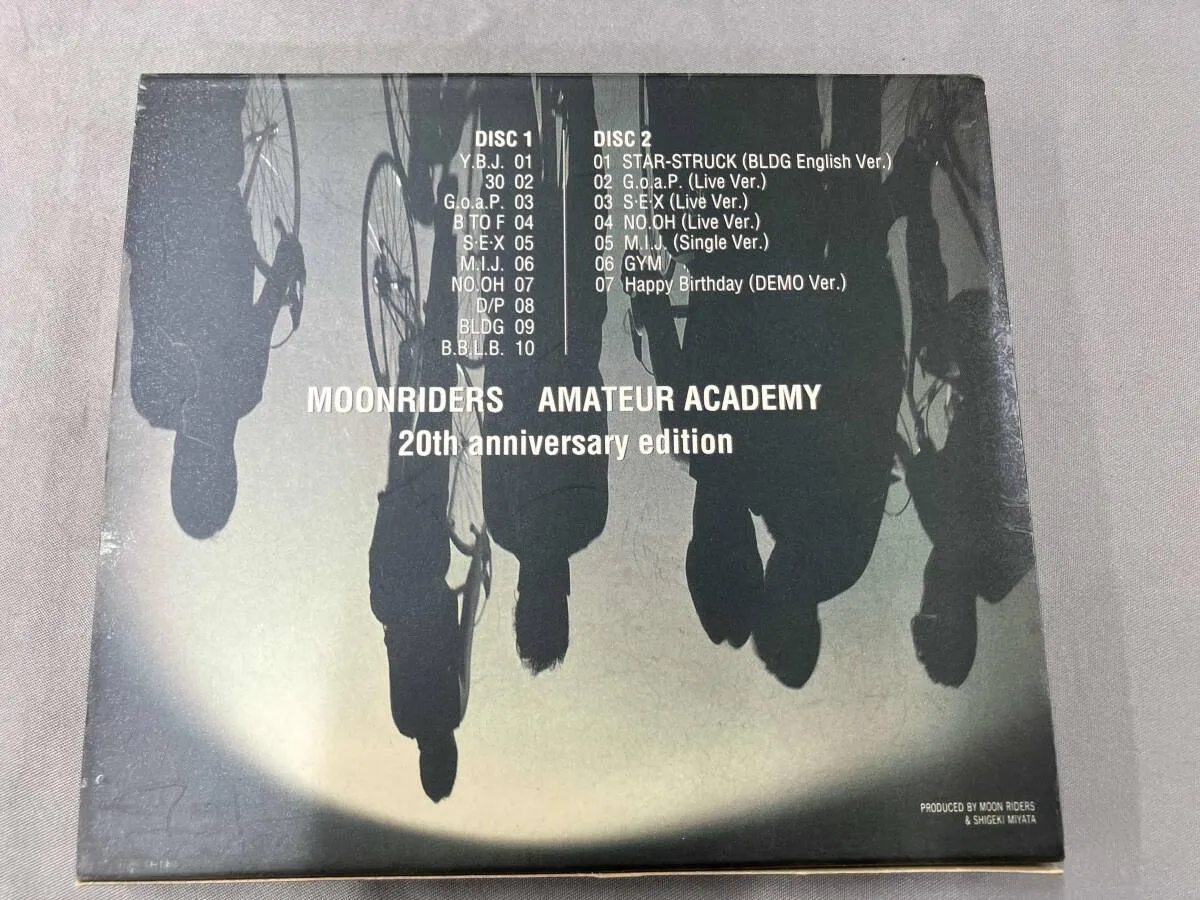 DISC 1
Y.B.J. 01
30 02
G.o.a.P. 03
B TO F 04
S·E·X 05
M.I.J. 06
NO.OH 07
D/P 08
BLDG 09
B.B.L.B. 10
DISC 2
01 STAR-STRUCK (BLDG English Ver.)
02 G.o.a.P. (Live Ver.)
03 S·E·X (Live Ver.)
04 NO.OH (Live Ver.)
05 M.I.J. (Single Ver.)
06 GYM
07 Happy Birthday (DEMO Ver.)
MOONRIDERS AMATEUR ACADEMY
20th anniversary edition
PRODUCED BY MOON RIDERS
& SHIGEKI MIYATA